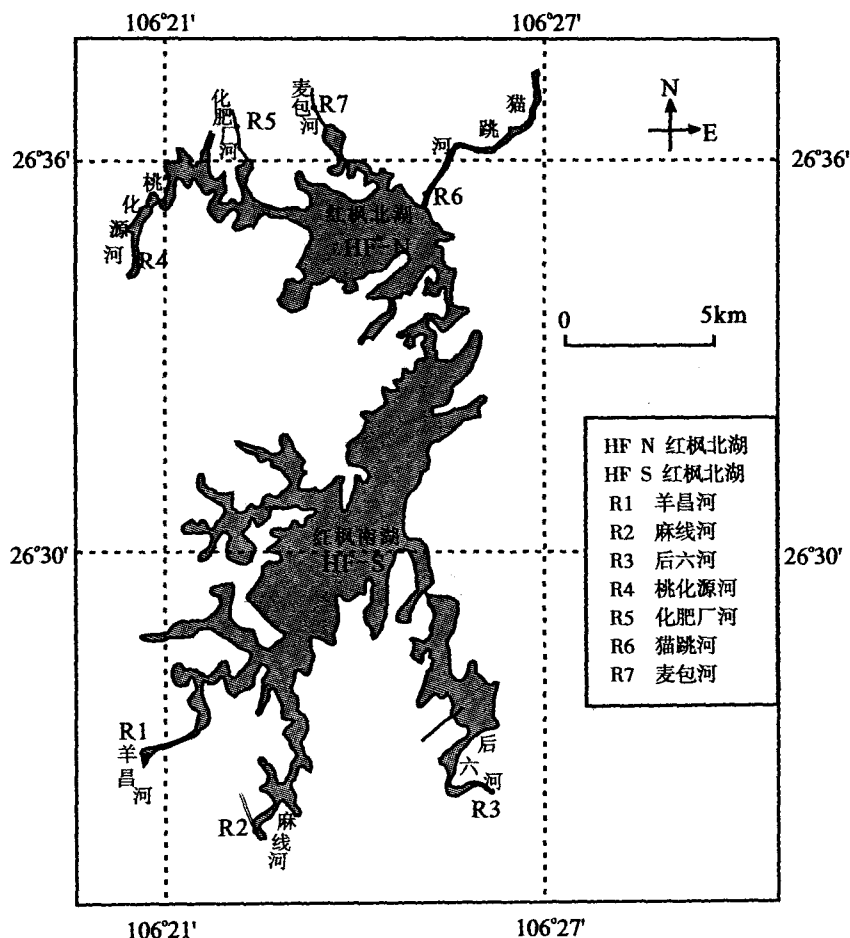 106°21′
106°27′
化肥厂河
R5
麦包河
R7
猫跳河
R6
N
E
26°36′
26°36′
桃化源河
R4
红枫北湖
HF-N
0
5km
HF N 红枫北湖
HF S 红枫北湖
R1 羊昌河
R2 麻线河
R3 后六河
R4 桃化源河
R5 化肥厂河
R6 猫跳河
R7 麦包河
26°30′
26°30′
红枫南湖
HF-S
R1
羊昌河
R2
麻线河
后六河
R3
106°21′
106°27′